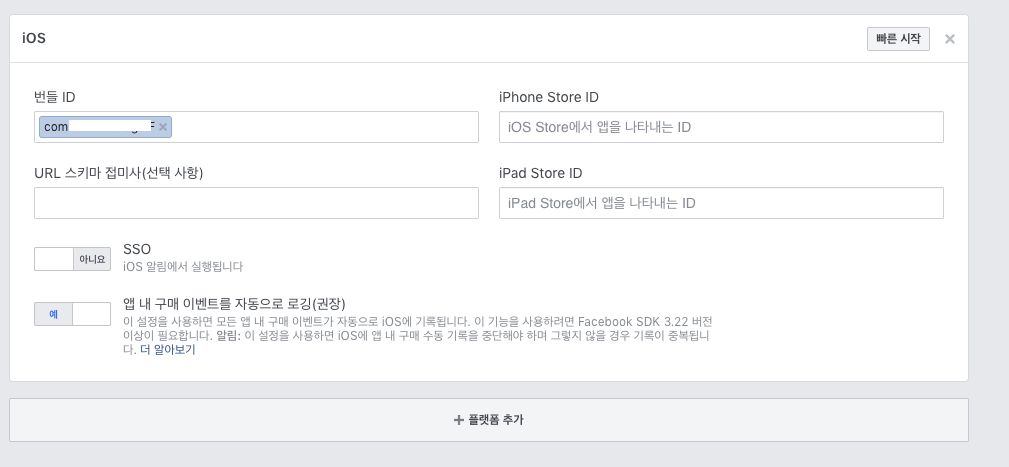 iOS
빠른 시작
번들 ID
iPhone Store ID
com
iOS Store에서 앱을 나타내는 ID
URL 스키마 접미사(선택 사항)
iPad Store ID
iPad Store에서 앱을 나타내는 ID
아니요
SSO
iOS 알림에서 실행됩니다
예
앱 내 구매 이벤트를 자동으로 로깅(권장)
이 설정을 사용하면 모든 앱 내 구매 이벤트가 자동으로 iOS에 기록됩니다. 이 기능을 사용하려면 Facebook SDK 3.22 버전
이상이 필요합니다. 알림: 이 설정을 사용하면 iOS에 앱 내 구매 수동 기록을 중단해야 하며 그렇지 않을 경우 기록이 중복됩니
다. 더 알아보기
+ 플랫폼 추가